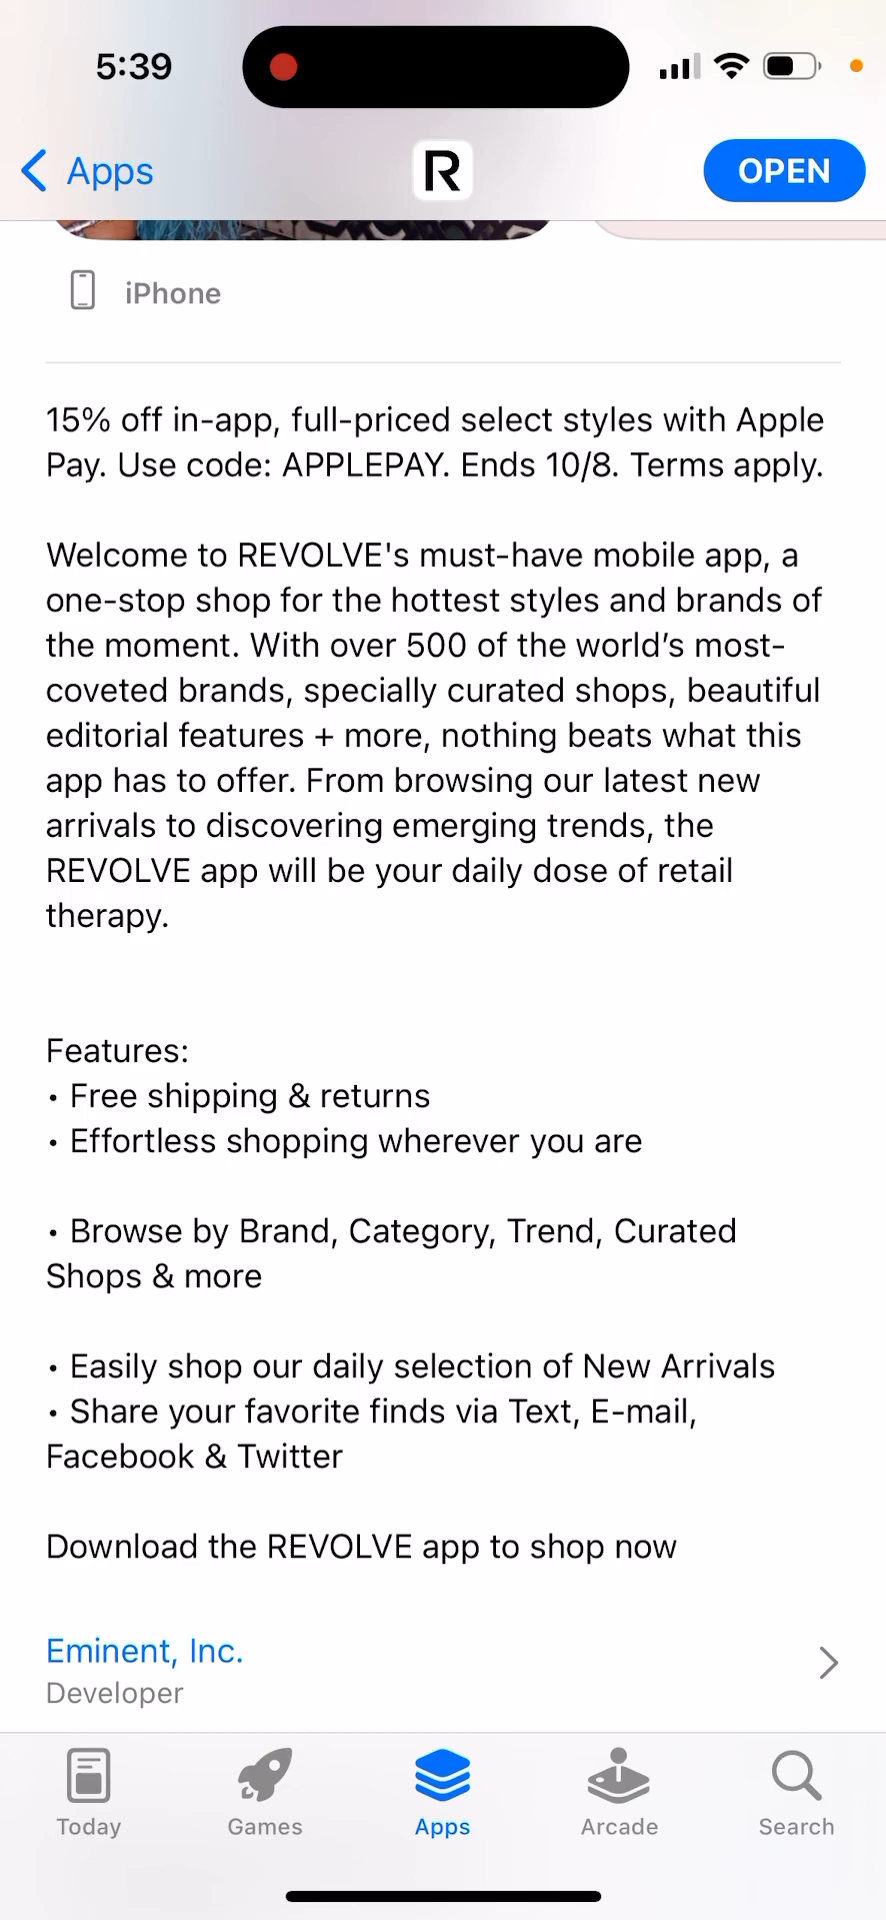 5:39
Apps
R
OPEN
iPhone
15% off in-app, full-priced select styles with Apple
Pay. Use code: APPLEPAY. Ends 10/8. Terms apply.
Welcome to REVOLVE's must-have mobile app, a
one-stop shop for the hottest styles and brands of
the moment. With over 500 of the world’s most-
coveted brands, specially curated shops, beautiful
editorial features + more, nothing beats what this
app has to offer. From browsing our latest new
arrivals to discovering emerging trends, the
REVOLVE app will be your daily dose of retail
therapy.
Features:
• Free shipping & returns
• Effortless shopping wherever you are
• Browse by Brand, Category, Trend, Curated
Shops & more
• Easily shop our daily selection of New Arrivals
• Share your favorite finds via Text, E-mail,
Facebook & Twitter
Download the REVOLVE app to shop now
Eminent, Inc.
Developer
Today
Games
Apps
Arcade
Search